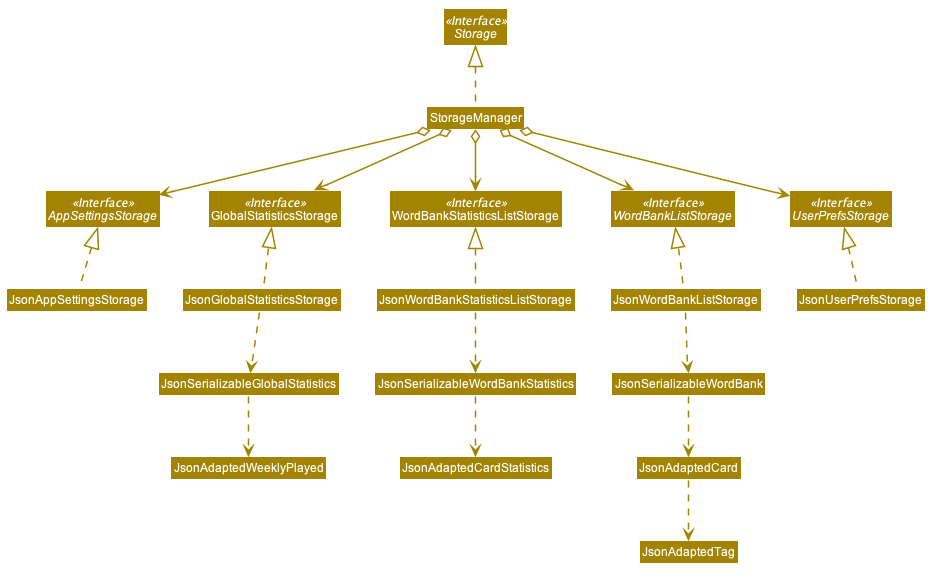 «Interface»
Storage
StorageManager
«Interface»
AppSettingsStorage
«Interface»
GlobalStatisticsStorage
«Interface»
WordBankStatisticsListStorage
«Interface»
WordBankListStorage
«Interface»
UserPrefsStorage
JsonAppSettingsStorage
JsonGlobalStatisticsStorage
JsonWordBankStatisticsListStorage
JsonWordBankListStorage
JsonUserPrefsStorage
JsonSerializableGlobalStatistics
JsonSerializableWordBankStatistics
JsonSerializableWordBank
JsonAdaptedWeeklyPlayed
JsonAdaptedCardStatistics
JsonAdaptedCard
JsonAdaptedTag